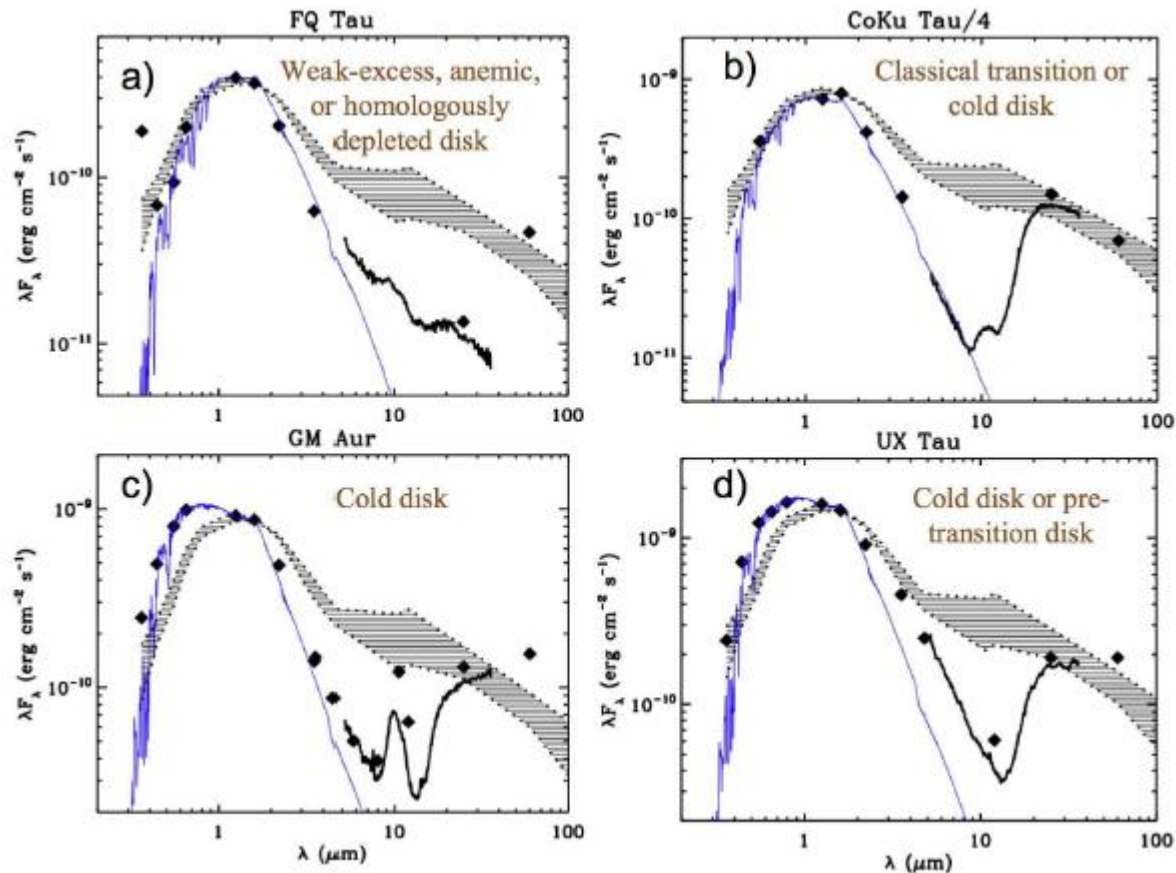 FQ Tau
a)
Weak-excess, anemic,
or homologously
depleted disk
λFλ (erg cm⁻² s⁻¹)
10⁻¹⁰
10⁻¹¹
1 10 100
CoKu Tau/4
b)
Classical transition or
cold disk
λFλ (erg cm⁻² s⁻¹)
10⁻⁹
10⁻¹⁰
10⁻¹¹
1 10 100
GM Aur
c)
Cold disk
λFλ (erg cm⁻² s⁻¹)
10⁻⁹
10⁻¹⁰
1 10 100
λ (μm)
UX Tau
d)
Cold disk or pre-
transition disk
λFλ (erg cm⁻² s⁻¹)
10⁻⁹
10⁻¹⁰
1 10 100
λ (μm)